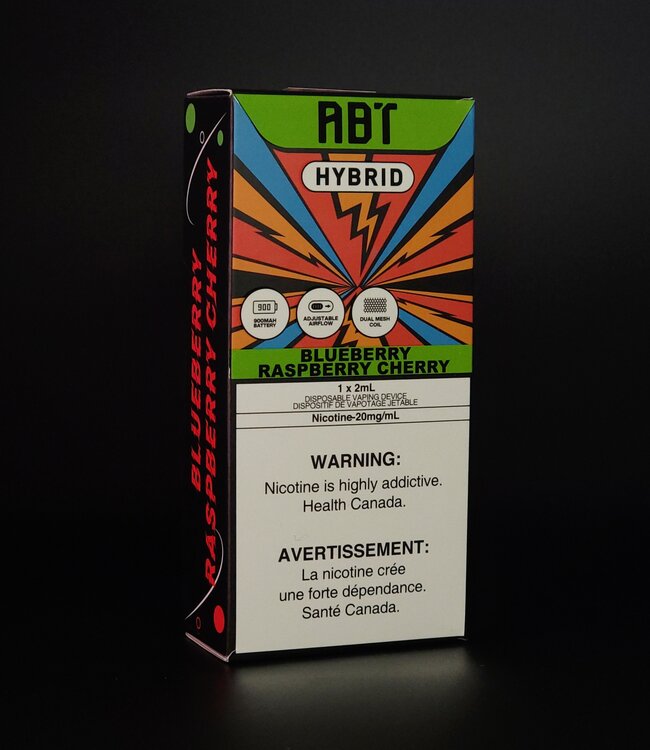 ABT
HYBRID
900
900MAH
BATTERY
ADJUSTABLE
AIRFLOW
DUAL MESH
COIL
BLUEBERRY
RASPBERRY CHERRY
1 x 2mL
DISPOSABLE VAPING DEVICE
DISPOSITIF DE VAPOTAGE JETABLE
Nicotine-20mg/mL
WARNING:
Nicotine is highly addictive.
Health Canada.
AVERTISSEMENT:
La nicotine crée
une forte dépendance.
Santé Canada.
BLUEBERRY
RASPBERRY CHERRY